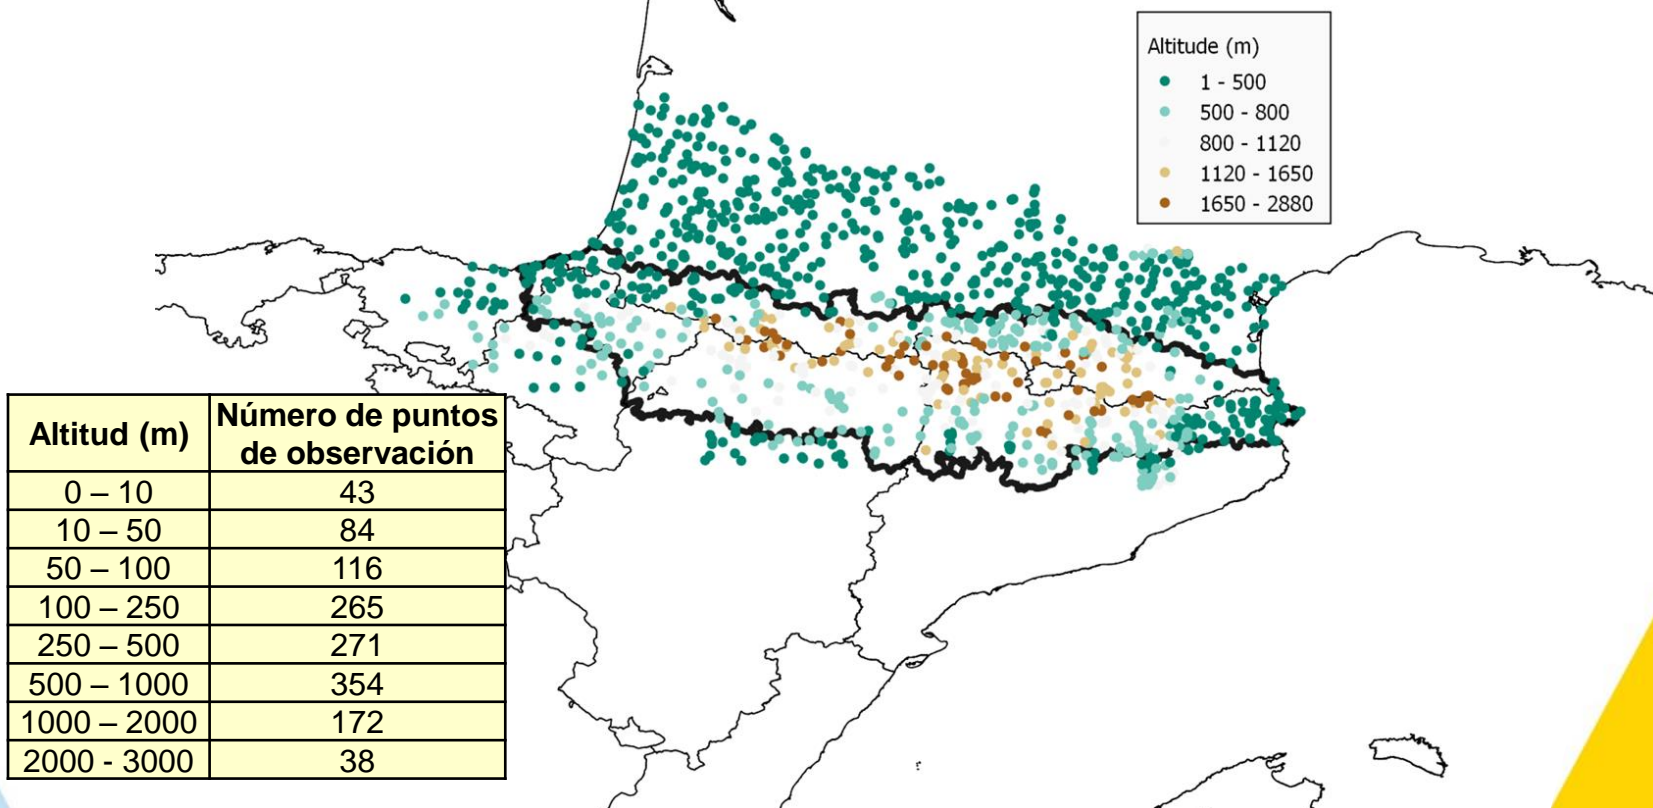 Altitude (m)
1 - 500
500 - 800
800 - 1120
1120 - 1650
1650 - 2880
Altitud (m) Número de puntos de observación
0 – 10 43
10 – 50 84
50 – 100 116
100 – 250 265
250 – 500 271
500 – 1000 354
1000 – 2000 172
2000 - 3000 38